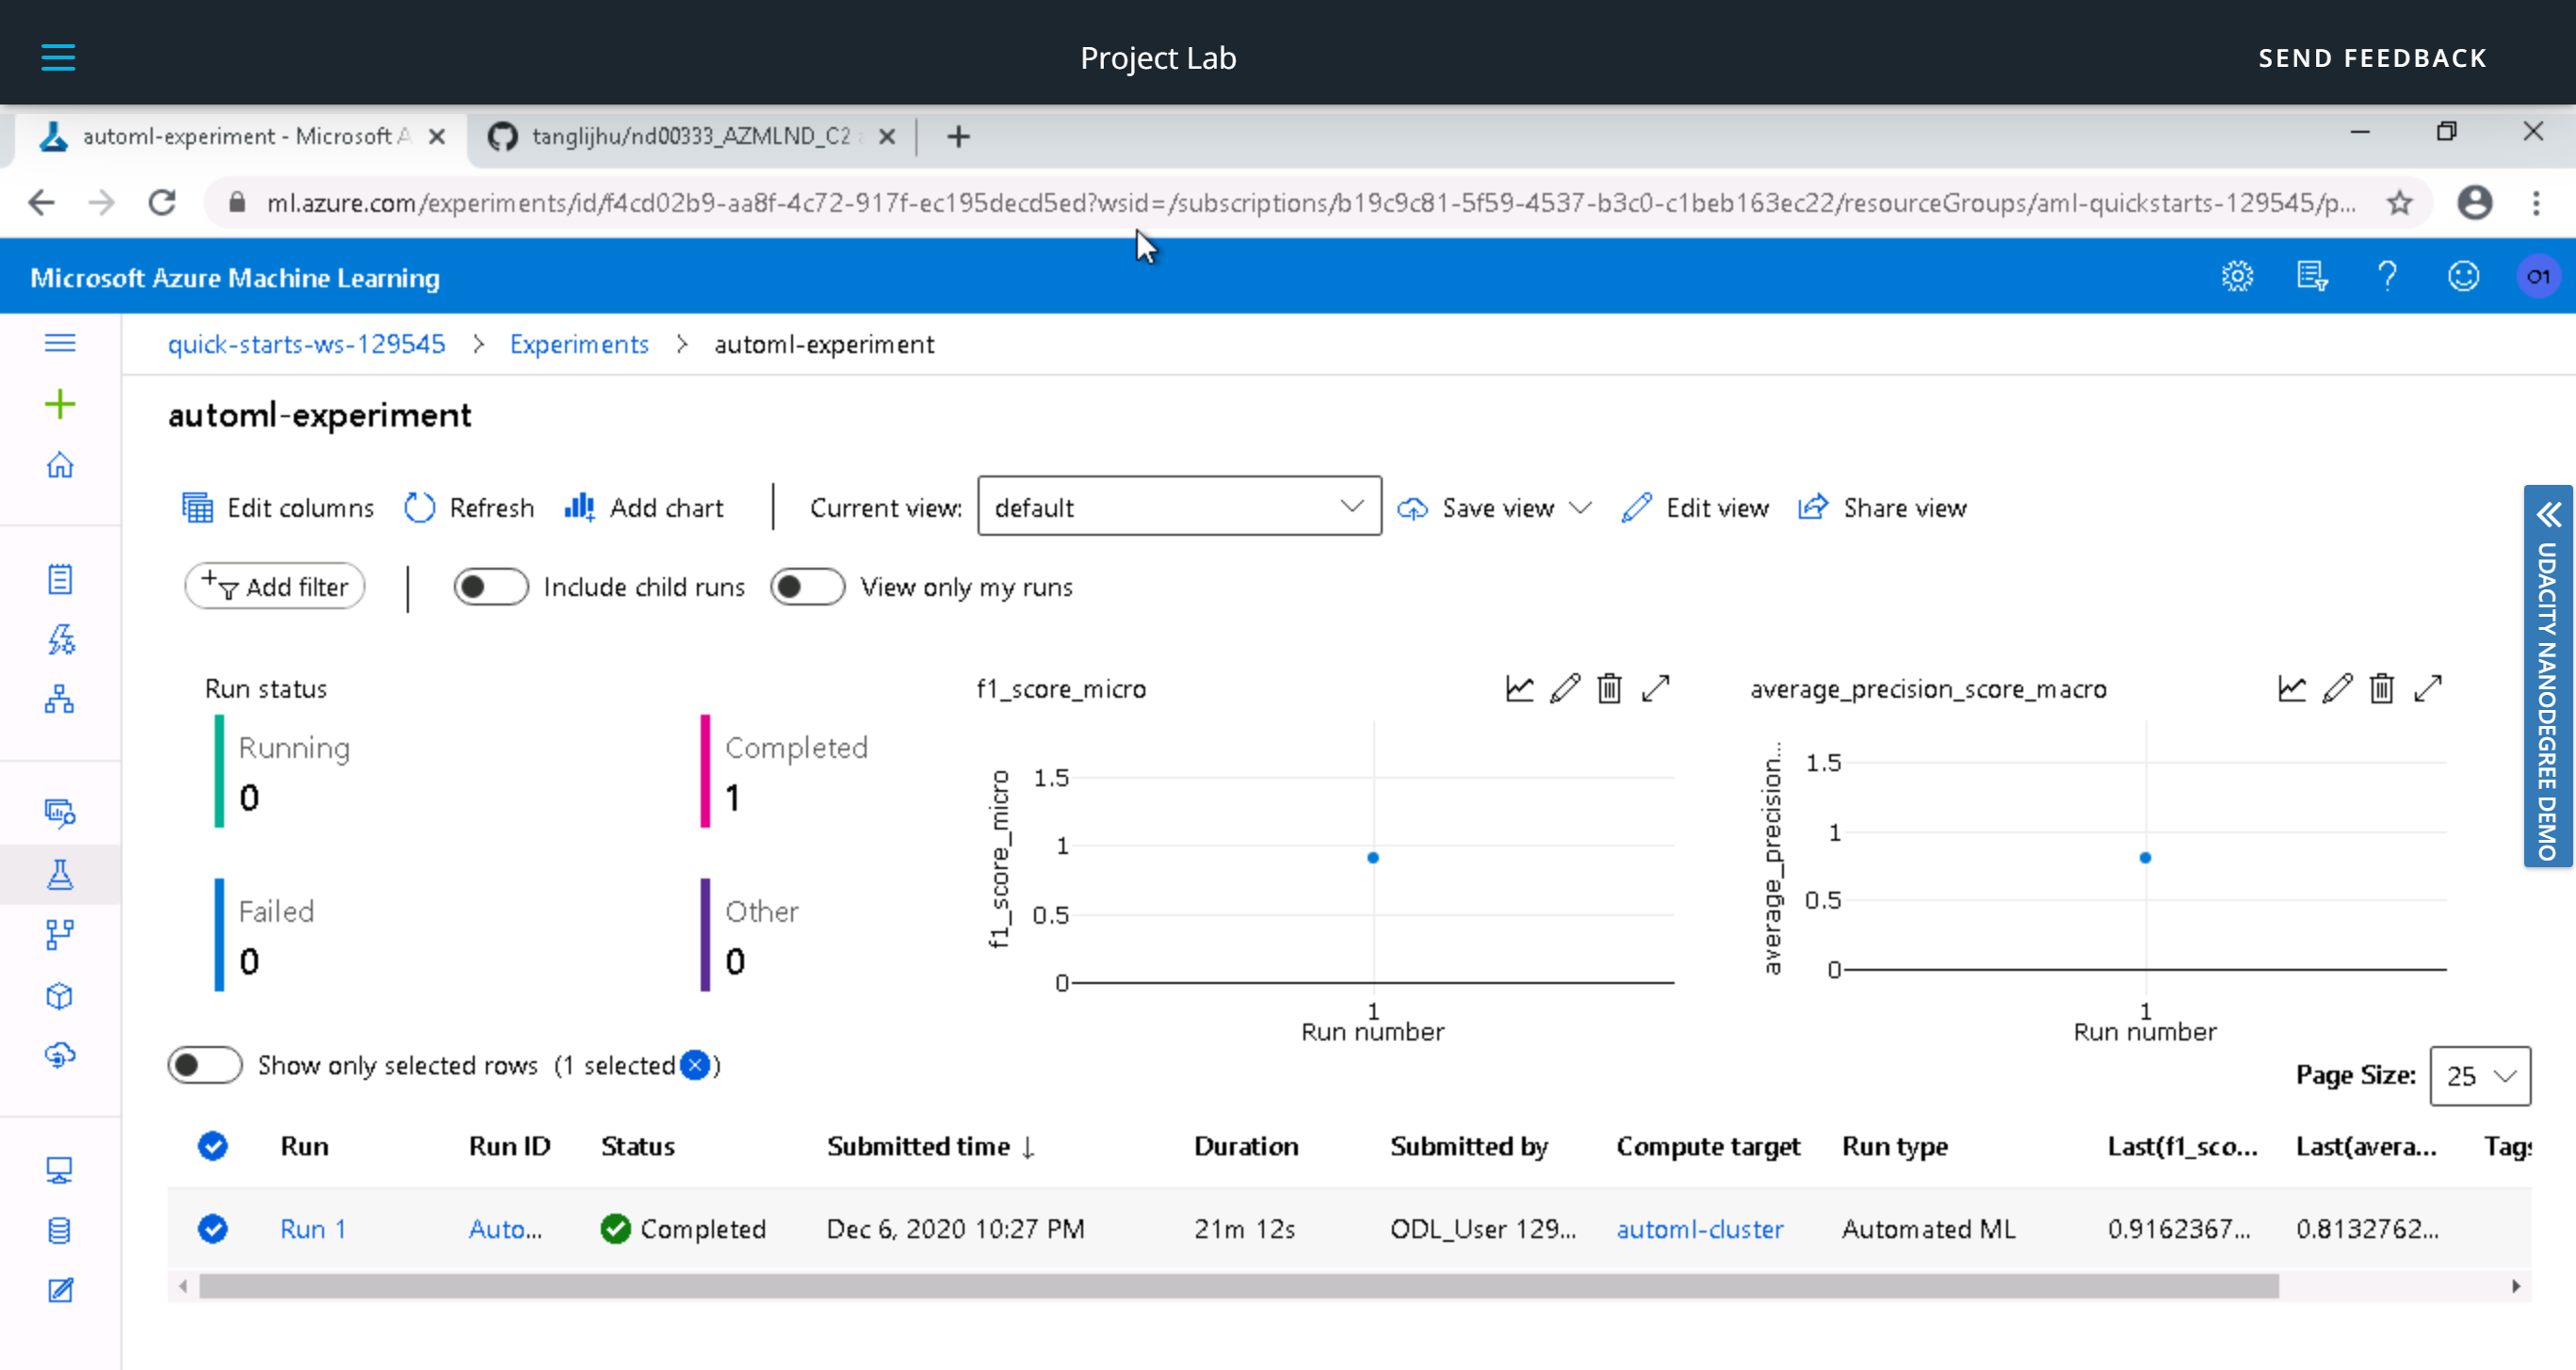 Project Lab
SEND FEEDBACK
automl-experiment - Microsoft A
tanglijhu/nd00333_AZMLND_C2
ml.azure.com/experiments/id/f4cd02b9-aa8f-4c72-917f-ec195decd5ed?wsid=/subscriptions/b19c9c81-5f59-4537-b3c0-c1beb163ec22/resourceGroups/aml-quickstarts-129545/p...
Microsoft Azure Machine Learning
O1
quick-starts-ws-129545 > Experiments > automl-experiment
automl-experiment
Edit columns Refresh Add chart Current view: default Save view Edit view Share view
Add filter Include child runs View only my runs
UDACITY NANODEGREE DEMO
Run status
Running
0
Completed
1
Failed
0
Other
0
f1_score_micro
f1_score_micro
1.5
1
0.5
0
1
Run number
average_precision_score_macro
average_precision...
1.5
1
0.5
0
1
Run number
Show only selected rows (1 selected)
Page Size: 25
Run Run ID Status Submitted time ↓ Duration Submitted by Compute target Run type Last(f1_sco... Last(avera... Tags
Run 1 Auto... Completed Dec 6, 2020 10:27 PM 21m 12s ODL_User 129... automl-cluster Automated ML 0.9162367... 0.8132762...